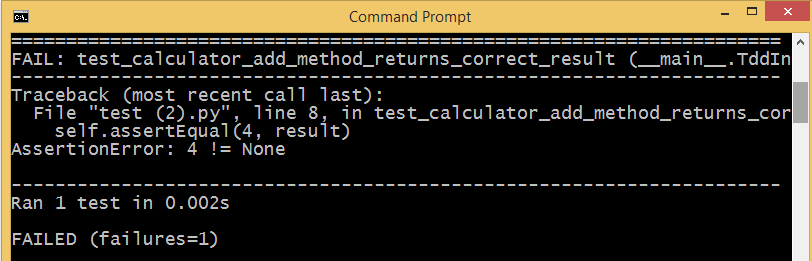 Command Prompt
======================================================================
FAIL: test_calculator_add_method_returns_correct_result (__main__.TddIn
----------------------------------------------------------------------
Traceback (most recent call last):
  File "test (2).py", line 8, in test_calculator_add_method_returns_cor
    self.assertEqual(4, result)
AssertionError: 4 != None
----------------------------------------------------------------------
Ran 1 test in 0.002s
FAILED (failures=1)